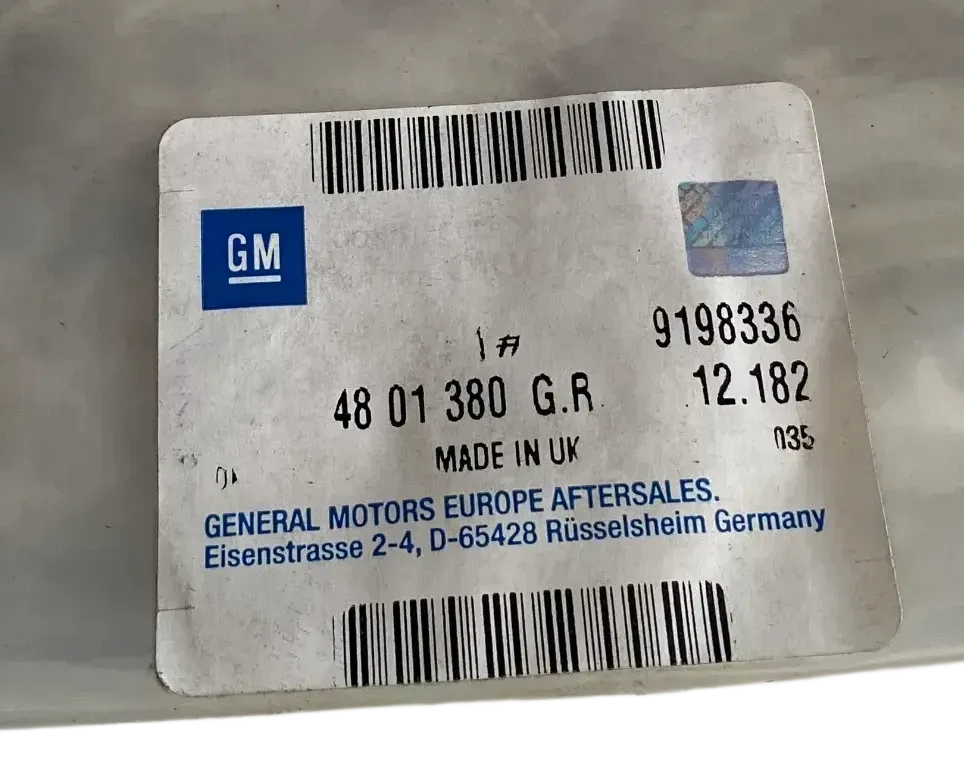 GM
1 #
9198336
48 01 380 G.R.
12.182
MADE IN UK
035
GENERAL MOTORS EUROPE AFTERSALES.
Eisenstrasse 2-4, D-65428 Rüsselsheim Germany